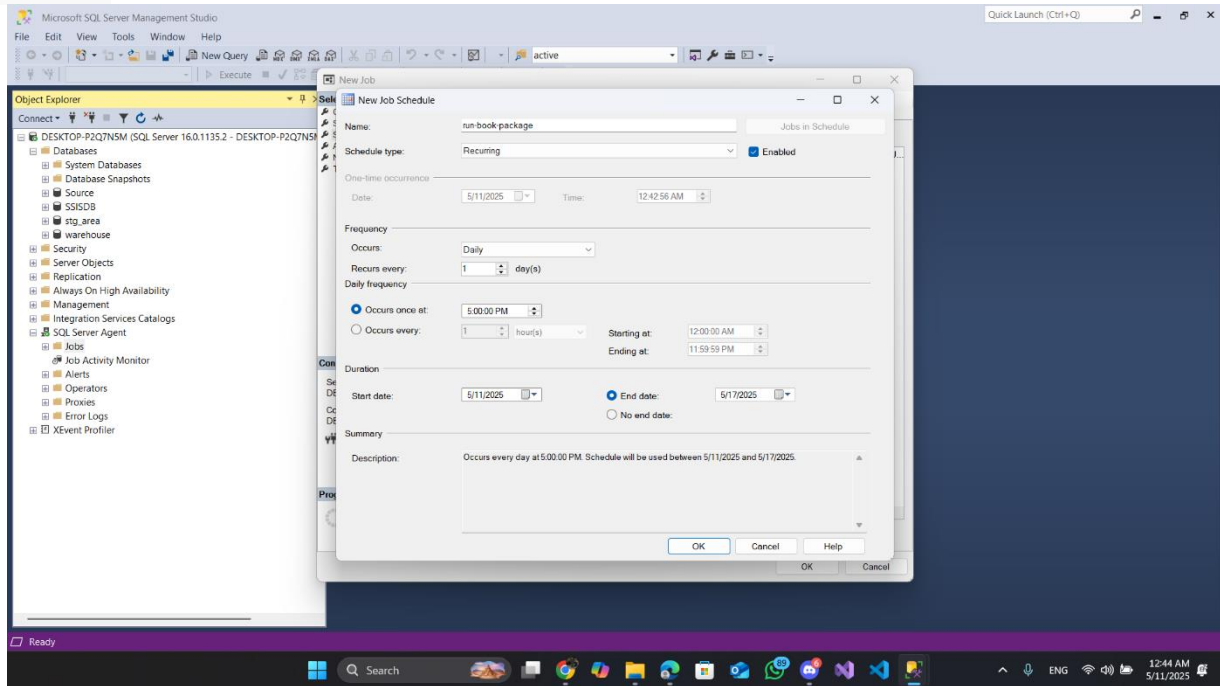 Microsoft SQL Server Management Studio
Quick Launch (Ctrl+Q)
File Edit View Tools Window Help
New Query active
Execute
Object Explorer
Connect
DESKTOP-P2Q7N5M (SQL Server 16.0.1135.2 - DESKTOP-P2Q7N5M
Databases
System Databases
Database Snapshots
Source
SSISDB
stg_area
warehouse
Security
Server Objects
Replication
Always On High Availability
Management
Integration Services Catalogs
SQL Server Agent
Jobs
Job Activity Monitor
Alerts
Operators
Proxies
Error Logs
XEvent Profiler
New Job
New Job Schedule
Name: run-book-package Jobs in Schedule
Schedule type: Recurring Enabled
One-time occurrence
Date: 5/11/2025 Time: 12:42:56 AM
Frequency
Occurs: Daily
Recurs every: 1 day(s)
Daily frequency
Occurs once at: 5:00:00 PM
Occurs every: 1 hour(s) Starting at: 12:00:00 AM
Ending at: 11:59:59 PM
Duration
Start date: 5/11/2025 End date: 5/17/2025
No end date:
Summary
Description: Occurs every day at 5:00:00 PM. Schedule will be used between 5/11/2025 and 5/17/2025.
OK Cancel Help
OK Cancel
Ready
Search
89
ENG
12:44 AM
5/11/2025